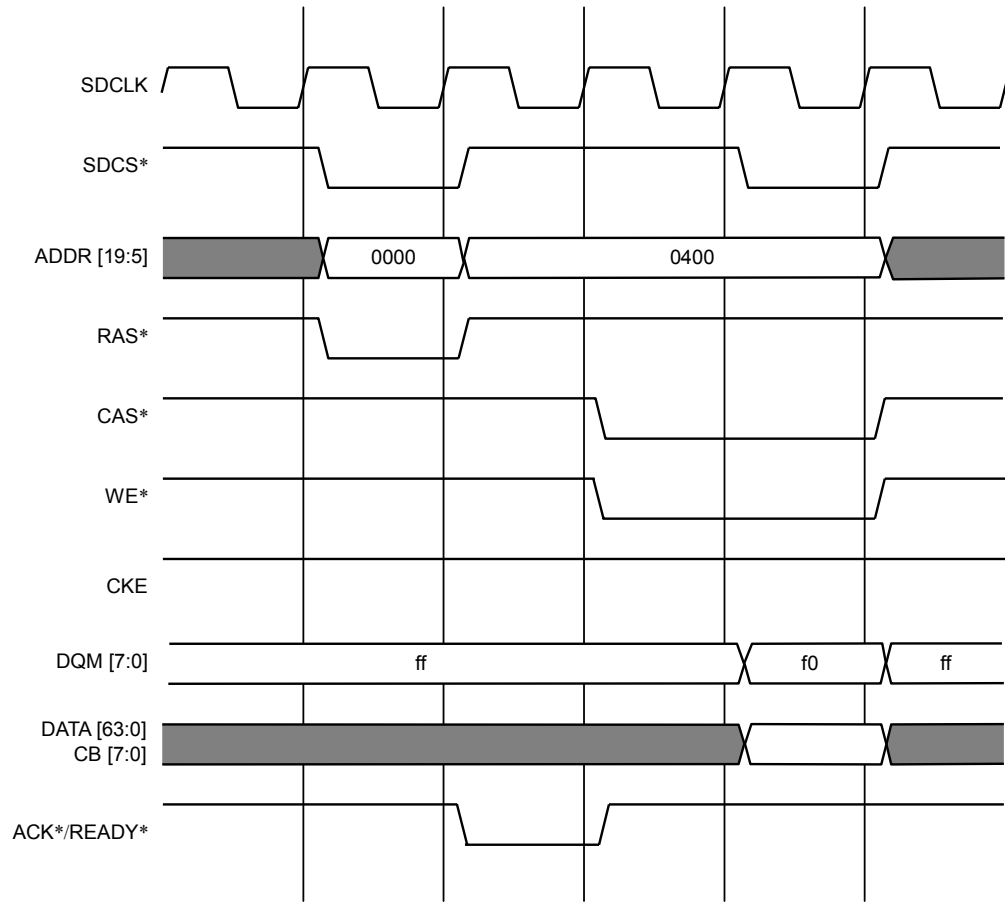 SDCLK
SDCS*
ADDR [19:5] 0000 0400
RAS*
CAS*
WE*
CKE
DQM [7:0] ff f0 ff
DATA [63:0]
CB [7:0]
ACK*/READY*